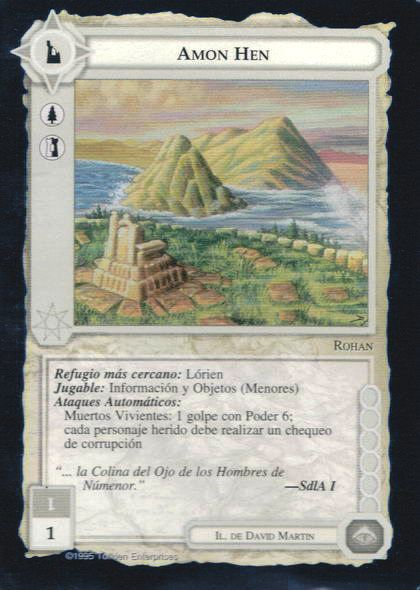 AMON HEN
ROHAN
Refugio más cercano: Lórien
Jugable: Información y Objetos (Menores)
Ataques Automáticos:
Muertos Vivientes: 1 golpe con Poder 6;
cada personaje herido debe realizar un chequeo
de corrupción
“... la Colina del Ojo de los Hombres de
Númenor.” —SdlA I
I
1
IL. DE DAVID MARTIN
©1995 Tolkien Enterprises